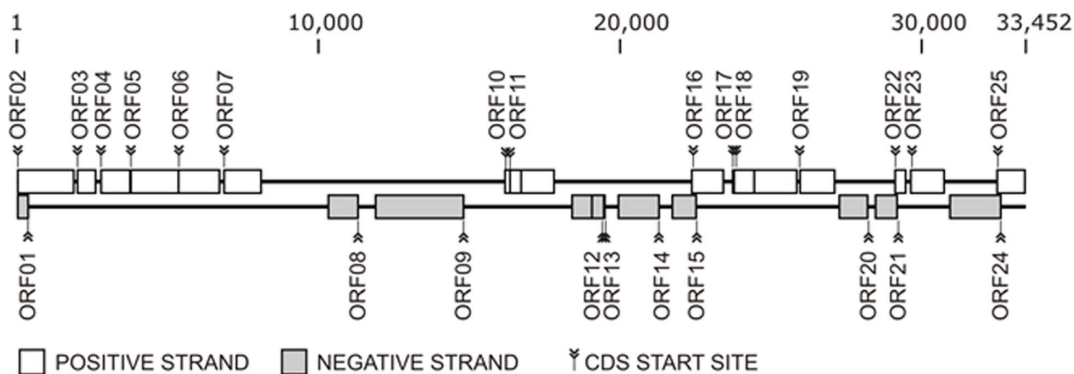 1 10,000 20,000 30,000 33,452
ORF02 ORF03 ORF04 ORF05 ORF06 ORF07 ORF10 ORF11 ORF16 ORF17 ORF18 ORF19 ORF22 ORF23 ORF25
ORF01 ORF08 ORF09 ORF12 ORF13 ORF14 ORF15 ORF20 ORF21 ORF24
POSITIVE STRAND NEGATIVE STRAND CDS START SITE